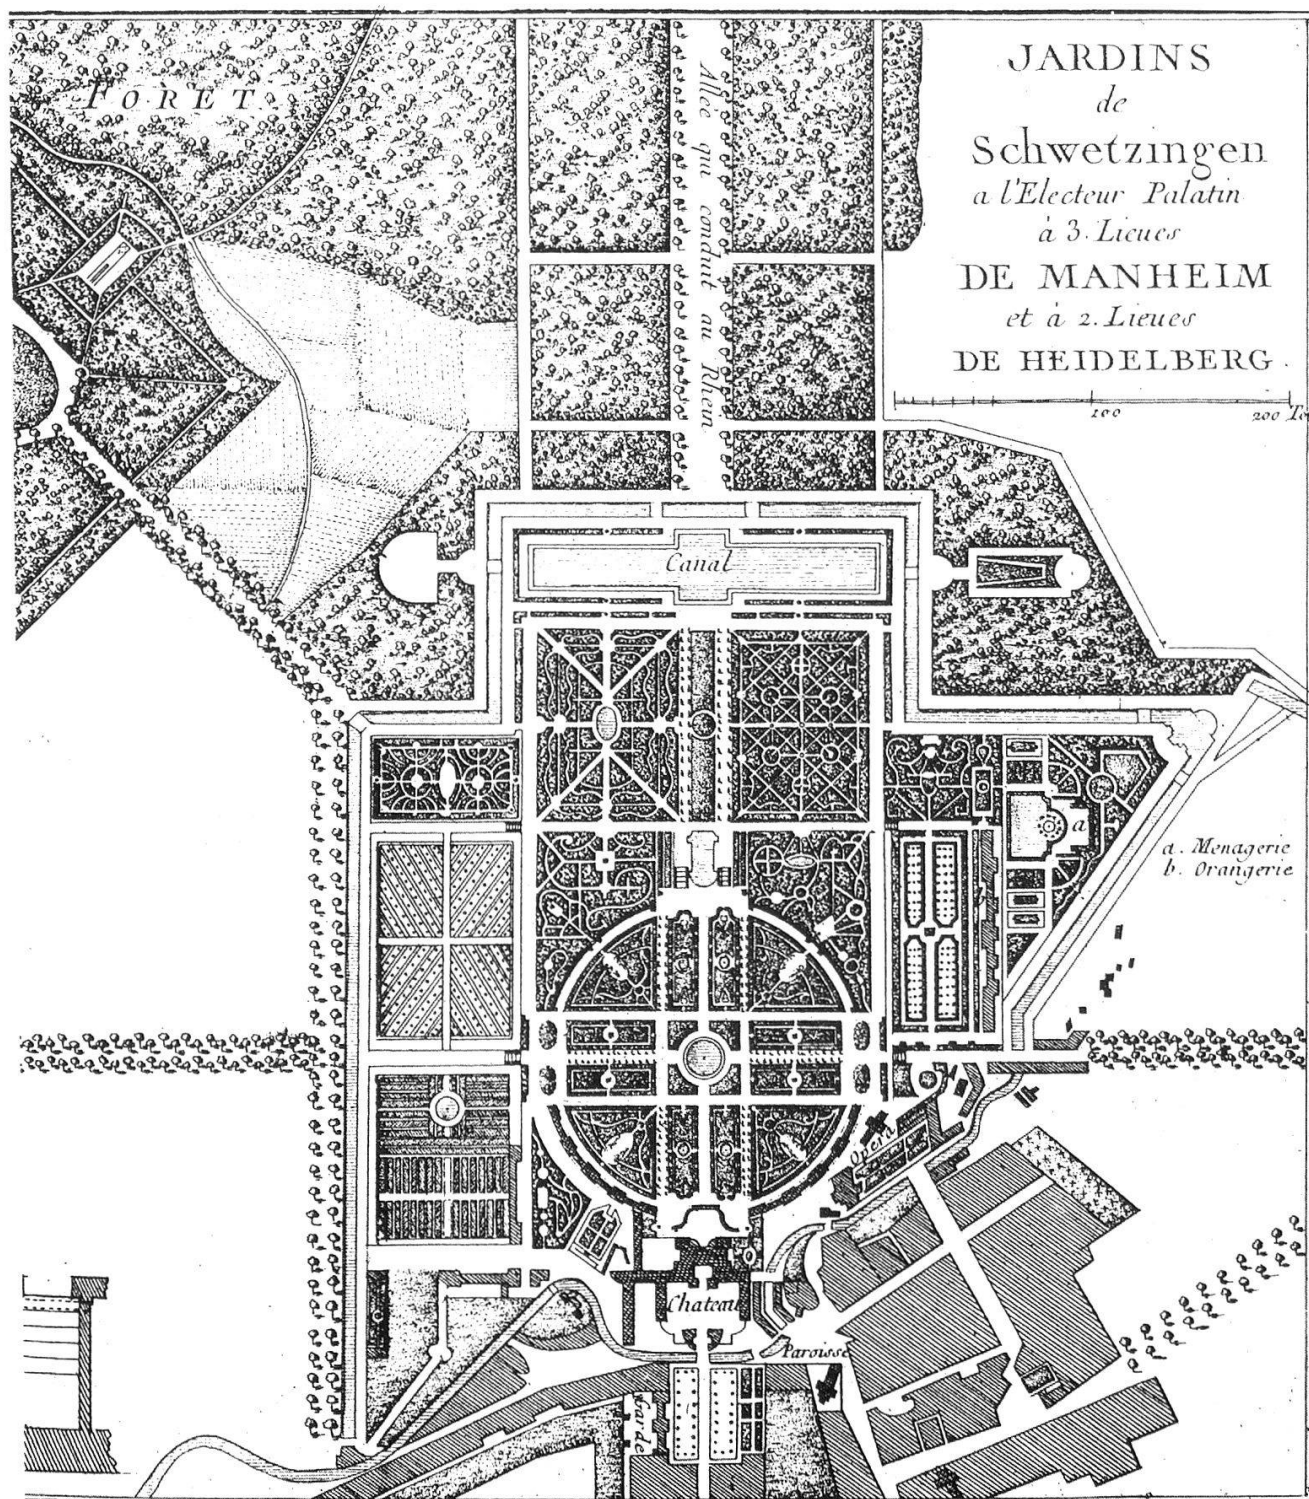 FORET
Allée qui conduit au Rhein
JARDINS
de
Schwetzingen
a l'Electeur Palatin
à 3. Lieues
DE MANHEIM
et à 2. Lieues
DE HEIDELBERG
100
200 To
Canal
a
a. Menagerie
b. Orangerie
Opera
Chateau
Paroisse
Garde